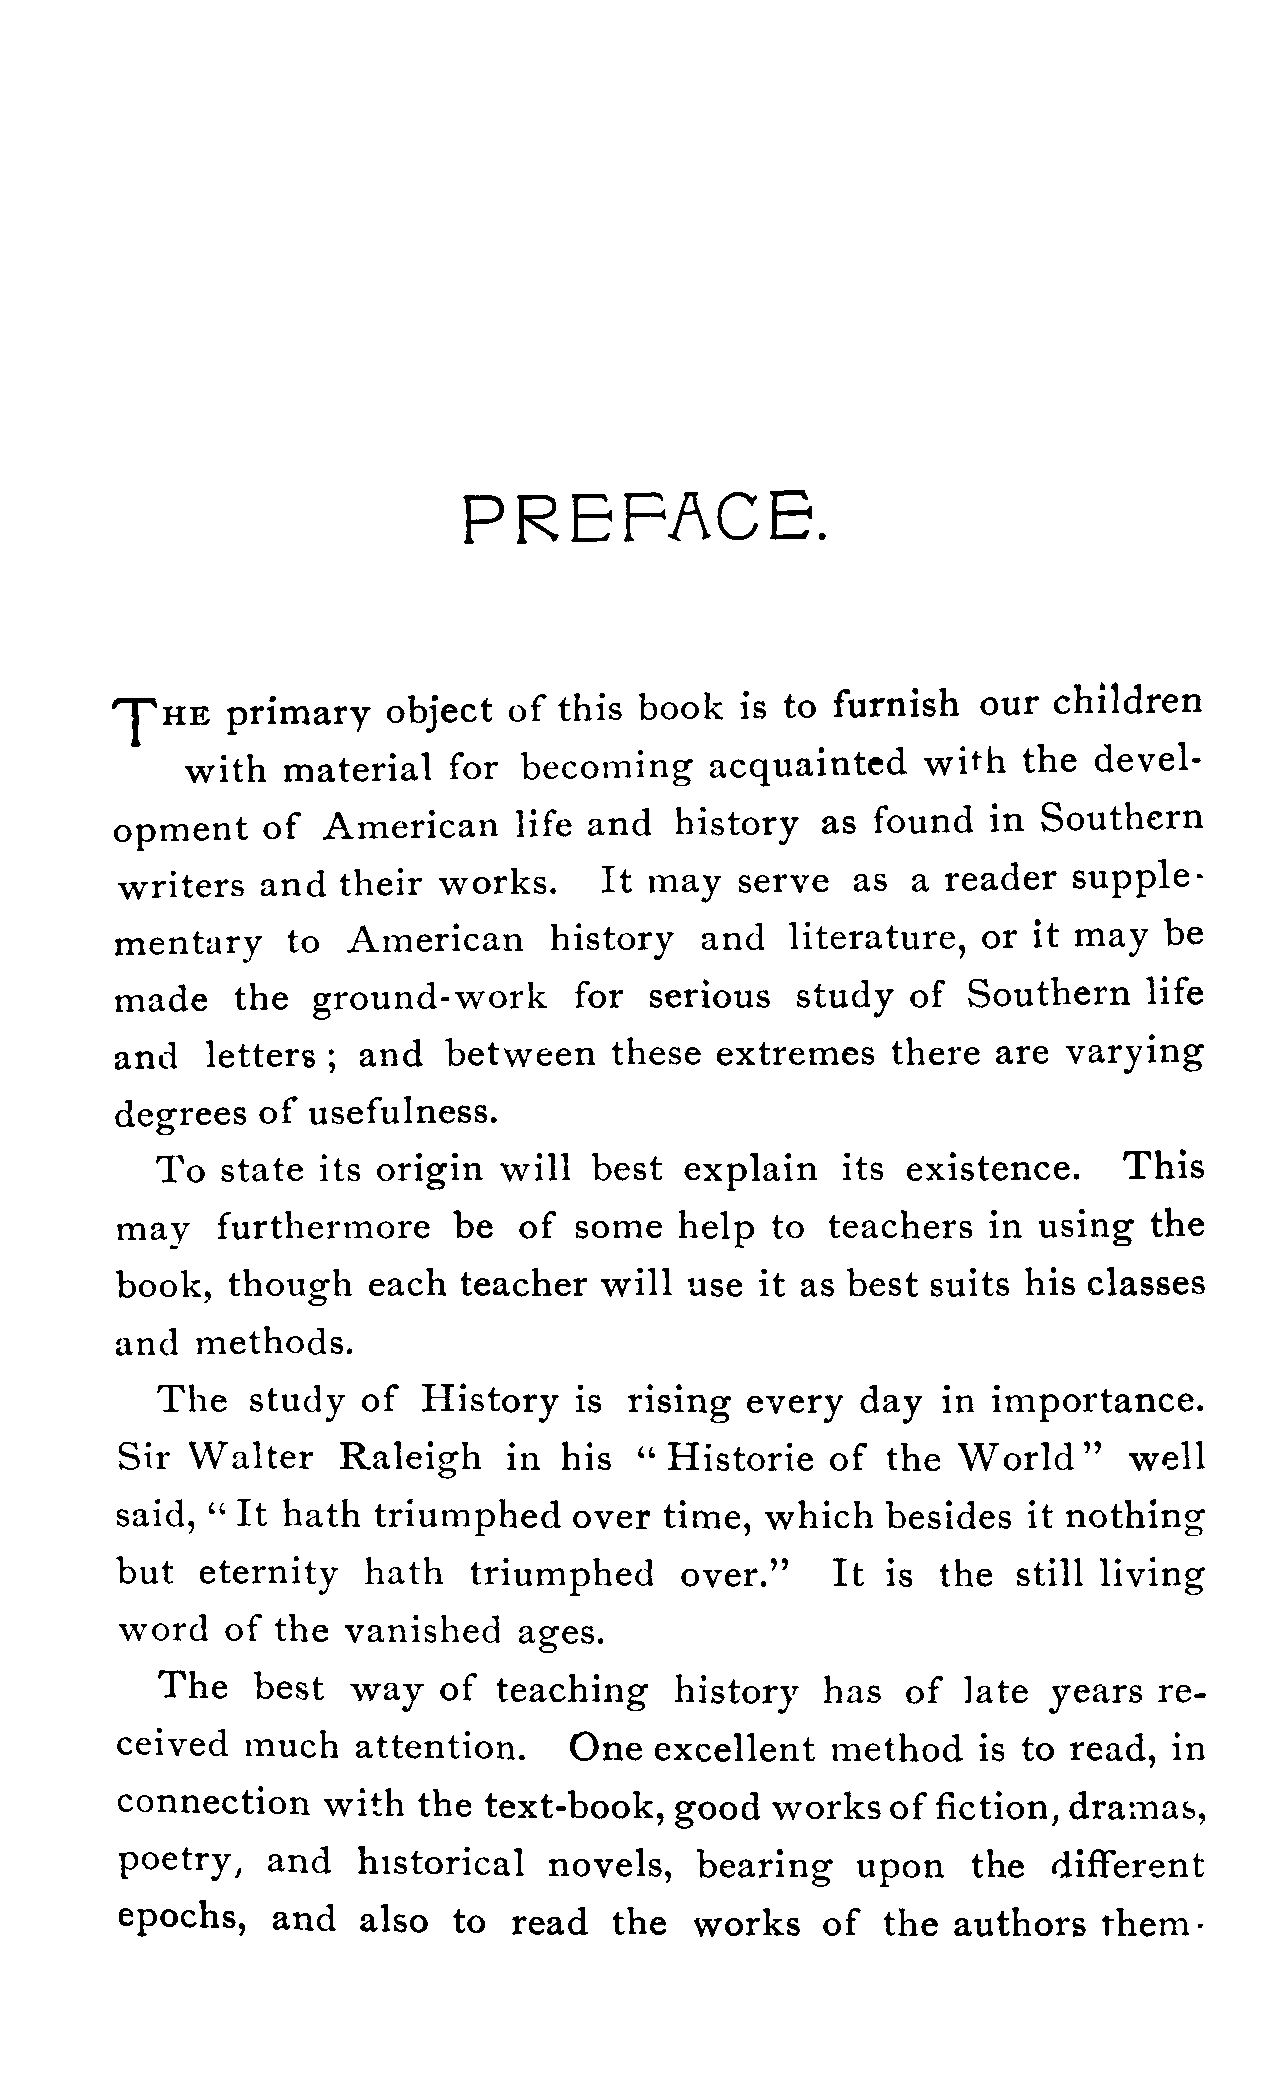 PREFACE.
THE primary object of this book is to furnish our children
with material for becoming acquainted with the devel-
opment of American life and history as found in Southern
writers and their works. It may serve as a reader supple-
mentary to American history and literature, or it may be
made the ground-work for serious study of Southern life
and letters ; and between these extremes there are varying
degrees of usefulness.
To state its origin will best explain its existence. This
may furthermore be of some help to teachers in using the
book, though each teacher will use it as best suits his classes
and methods.
The study of History is rising every day in importance.
Sir Walter Raleigh in his “ Historie of the World ” well
said, “ It hath triumphed over time, which besides it nothing
but eternity hath triumphed over.” It is the still living
word of the vanished ages.
The best way of teaching history has of late years re-
ceived much attention. One excellent method is to read, in
connection with the text-book, good works of fiction, dramas,
poetry, and historical novels, bearing upon the different
epochs, and also to read the works of the authors them-